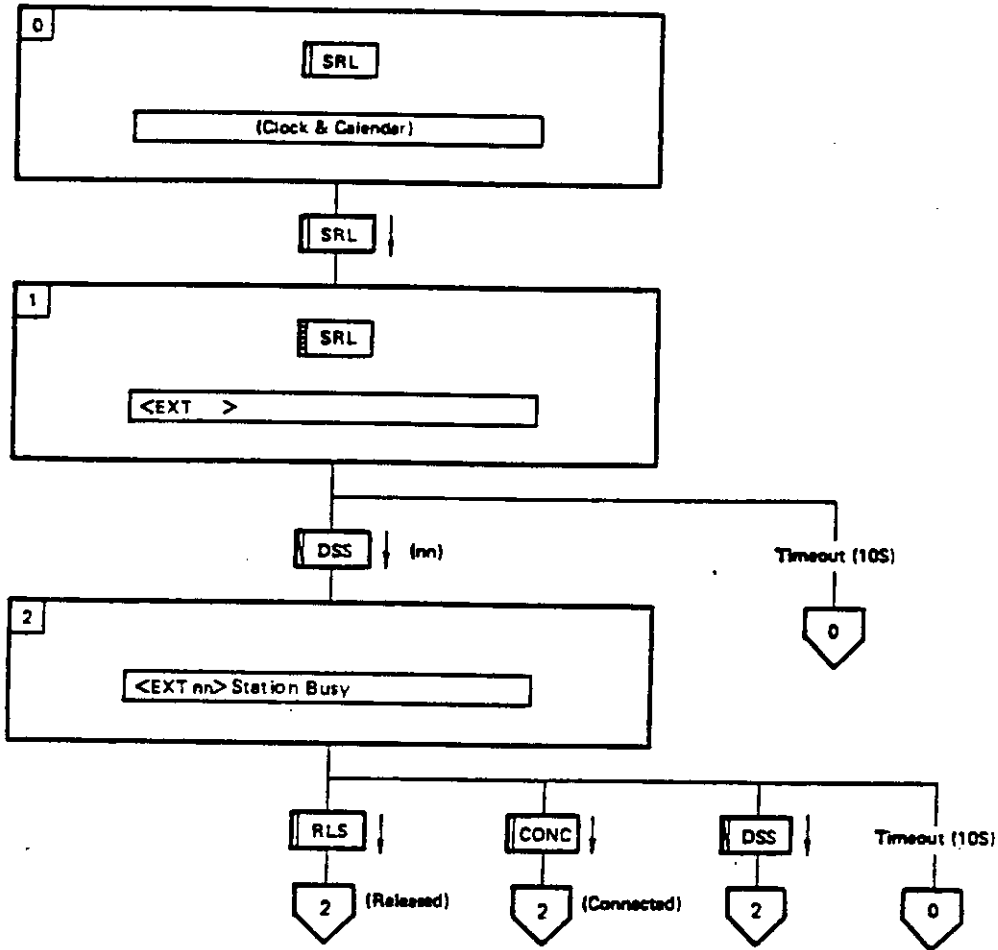 0
SRL
(Clock & Calendar)
SRL
1
SRL
<EXT >
DSS (nn)
Timeout (10S)
0
2
<EXT nn> Station Busy
RLS
CONC
DSS
Timeout (10S)
2 (Released)
2 (Connected)
2
0